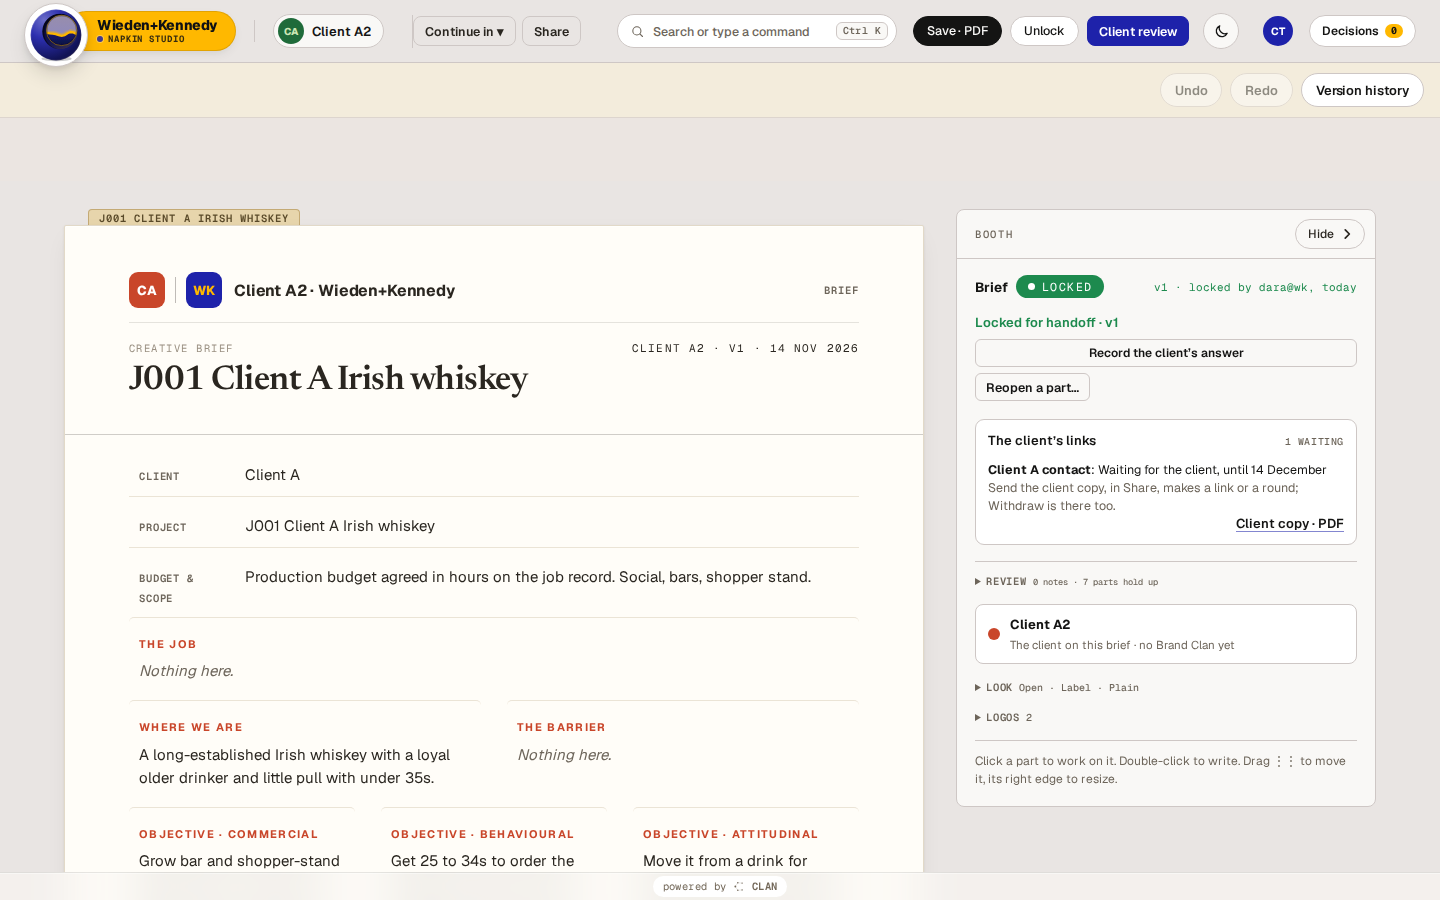 Wieden+Kennedy
NAPKIN STUDIO
CA Client A2
Continue in ▾
Share
Search or type a command Ctrl K
Save · PDF
Unlock
Client review
CT
Decisions 0
Undo
Redo
Version history
J001 CLIENT A IRISH WHISKEY
CA WK Client A2 · Wieden+Kennedy
BRIEF
CREATIVE BRIEF
CLIENT A2 · V1 · 14 NOV 2026
J001 Client A Irish whiskey
CLIENT Client A
PROJECT J001 Client A Irish whiskey
BUDGET & SCOPE Production budget agreed in hours on the job record. Social, bars, shopper stand.
THE JOB
Nothing here.
WHERE WE ARE
A long-established Irish whiskey with a loyal
older drinker and little pull with under 35s.
THE BARRIER
Nothing here.
OBJECTIVE · COMMERCIAL
Grow bar and shopper-stand
OBJECTIVE · BEHAVIOURAL
Get 25 to 34s to order the
OBJECTIVE · ATTITUDINAL
Move it from a drink for
BOOTH
Hide
Brief LOCKED v1 · locked by dara@wk, today
Locked for handoff · v1
Record the client's answer
Reopen a part...
The client's links 1 WAITING
Client A contact: Waiting for the client, until 14 December
Send the client copy, in Share, makes a link or a round;
Withdraw is there too.
Client copy · PDF
REVIEW 0 notes · 7 parts hold up
Client A2
The client on this brief · no Brand Clan yet
LOOK Open · Label · Plain
LOGOS 2
Click a part to work on it. Double-click to write. Drag ⋮⋮ to move
it, its right edge to resize.
powered by CLAN